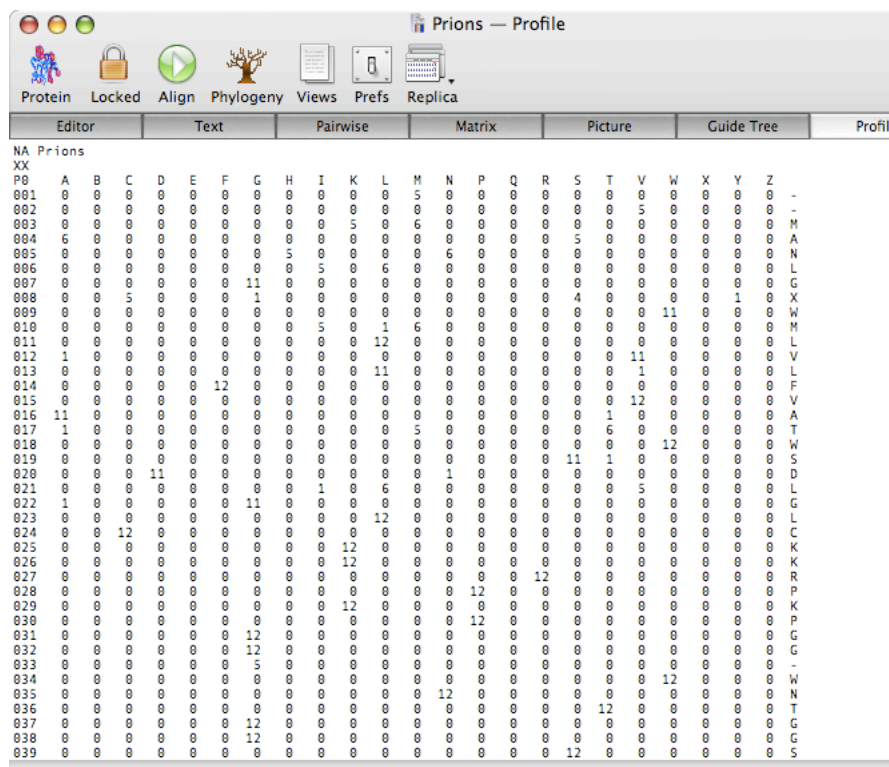 Prions — Profile
Protein Locked Align Phylogeny Views Prefs Replica
Editor Text Pairwise Matrix Picture Guide Tree Profil
NA Prions
XX
P0 A B C D E F G H I K L M N P Q R S T V W X Y Z
001 0 0 0 0 0 0 0 0 0 0 0 5 0 0 0 0 0 0 0 0 0 0 0 -
002 0 0 0 0 0 0 0 0 0 0 0 0 0 0 0 0 0 0 5 0 0 0 0 -
003 0 0 0 0 0 0 0 0 0 5 0 6 0 0 0 0 0 0 0 0 0 0 0 M
004 6 0 0 0 0 0 0 0 0 0 0 0 0 0 0 0 5 0 0 0 0 0 0 A
005 0 0 0 0 0 0 0 5 0 0 0 0 6 0 0 0 0 0 0 0 0 0 0 N
006 0 0 0 0 0 0 0 0 5 0 6 0 0 0 0 0 0 0 0 0 0 0 0 L
007 0 0 0 0 0 0 11 0 0 0 0 0 0 0 0 0 0 0 0 0 0 0 0 G
008 0 0 5 0 0 0 1 0 0 0 0 0 0 0 0 0 4 0 0 0 0 1 0 X
009 0 0 0 0 0 0 0 0 0 0 0 0 0 0 0 0 0 0 0 11 0 0 0 W
010 0 0 0 0 0 0 0 0 5 0 1 6 0 0 0 0 0 0 0 0 0 0 0 M
011 0 0 0 0 0 0 0 0 0 0 12 0 0 0 0 0 0 0 0 0 0 0 0 L
012 1 0 0 0 0 0 0 0 0 0 0 0 0 0 0 0 0 0 11 0 0 0 0 V
013 0 0 0 0 0 0 0 0 0 0 11 0 0 0 0 0 0 0 1 0 0 0 0 L
014 0 0 0 0 0 12 0 0 0 0 0 0 0 0 0 0 0 0 0 0 0 0 0 F
015 0 0 0 0 0 0 0 0 0 0 0 0 0 0 0 0 0 0 12 0 0 0 0 V
016 11 0 0 0 0 0 0 0 0 0 0 0 0 0 0 0 0 1 0 0 0 0 0 A
017 1 0 0 0 0 0 0 0 0 0 0 5 0 0 0 0 0 6 0 0 0 0 0 T
018 0 0 0 0 0 0 0 0 0 0 0 0 0 0 0 0 0 0 0 12 0 0 0 W
019 0 0 0 0 0 0 0 0 0 0 0 0 0 0 0 0 11 1 0 0 0 0 0 S
020 0 0 0 11 0 0 0 0 0 0 0 0 1 0 0 0 0 0 0 0 0 0 0 D
021 0 0 0 0 0 0 0 0 1 0 6 0 0 0 0 0 0 0 5 0 0 0 0 L
022 1 0 0 0 0 0 11 0 0 0 0 0 0 0 0 0 0 0 0 0 0 0 0 G
023 0 0 0 0 0 0 0 0 0 0 12 0 0 0 0 0 0 0 0 0 0 0 0 L
024 0 0 12 0 0 0 0 0 0 0 0 0 0 0 0 0 0 0 0 0 0 0 0 C
025 0 0 0 0 0 0 0 0 0 12 0 0 0 0 0 0 0 0 0 0 0 0 0 K
026 0 0 0 0 0 0 0 0 0 12 0 0 0 0 0 0 0 0 0 0 0 0 0 K
027 0 0 0 0 0 0 0 0 0 0 0 0 0 0 0 12 0 0 0 0 0 0 0 R
028 0 0 0 0 0 0 0 0 0 0 0 0 0 12 0 0 0 0 0 0 0 0 0 P
029 0 0 0 0 0 0 0 0 0 12 0 0 0 0 0 0 0 0 0 0 0 0 0 K
030 0 0 0 0 0 0 0 0 0 0 0 0 0 12 0 0 0 0 0 0 0 0 0 P
031 0 0 0 0 0 0 12 0 0 0 0 0 0 0 0 0 0 0 0 0 0 0 0 G
032 0 0 0 0 0 0 12 0 0 0 0 0 0 0 0 0 0 0 0 0 0 0 0 G
033 0 0 0 0 0 0 5 0 0 0 0 0 0 0 0 0 0 0 0 0 0 0 0 -
034 0 0 0 0 0 0 0 0 0 0 0 0 0 0 0 0 0 0 0 12 0 0 0 W
035 0 0 0 0 0 0 0 0 0 0 0 0 12 0 0 0 0 0 0 0 0 0 0 N
036 0 0 0 0 0 0 0 0 0 0 0 0 0 0 0 0 0 12 0 0 0 0 0 T
037 0 0 0 0 0 0 12 0 0 0 0 0 0 0 0 0 0 0 0 0 0 0 0 G
038 0 0 0 0 0 0 12 0 0 0 0 0 0 0 0 0 0 0 0 0 0 0 0 G
039 0 0 0 0 0 0 0 0 0 0 0 0 0 0 0 0 12 0 0 0 0 0 0 S